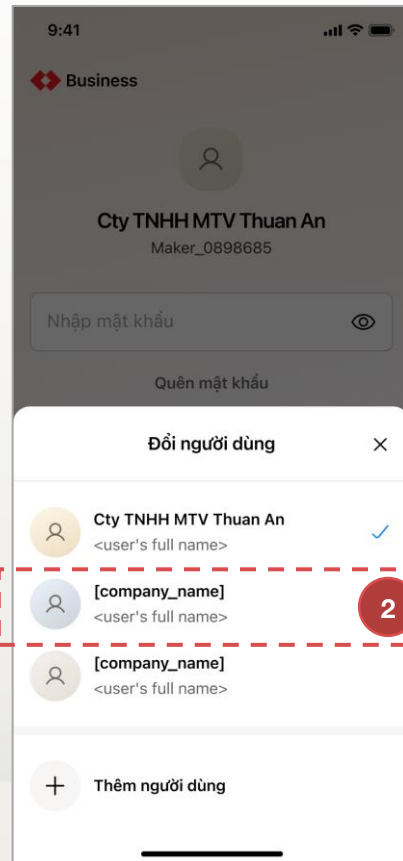 9:41
Business
Cty TNHH MTV Thuan An
Maker_0898685
Nhập mật khẩu
Quên mật khẩu
Đổi người dùng
Cty TNHH MTV Thuan An
<user's full name>
[company_name]
<user's full name>
2
[company_name]
<user's full name>
Thêm người dùng